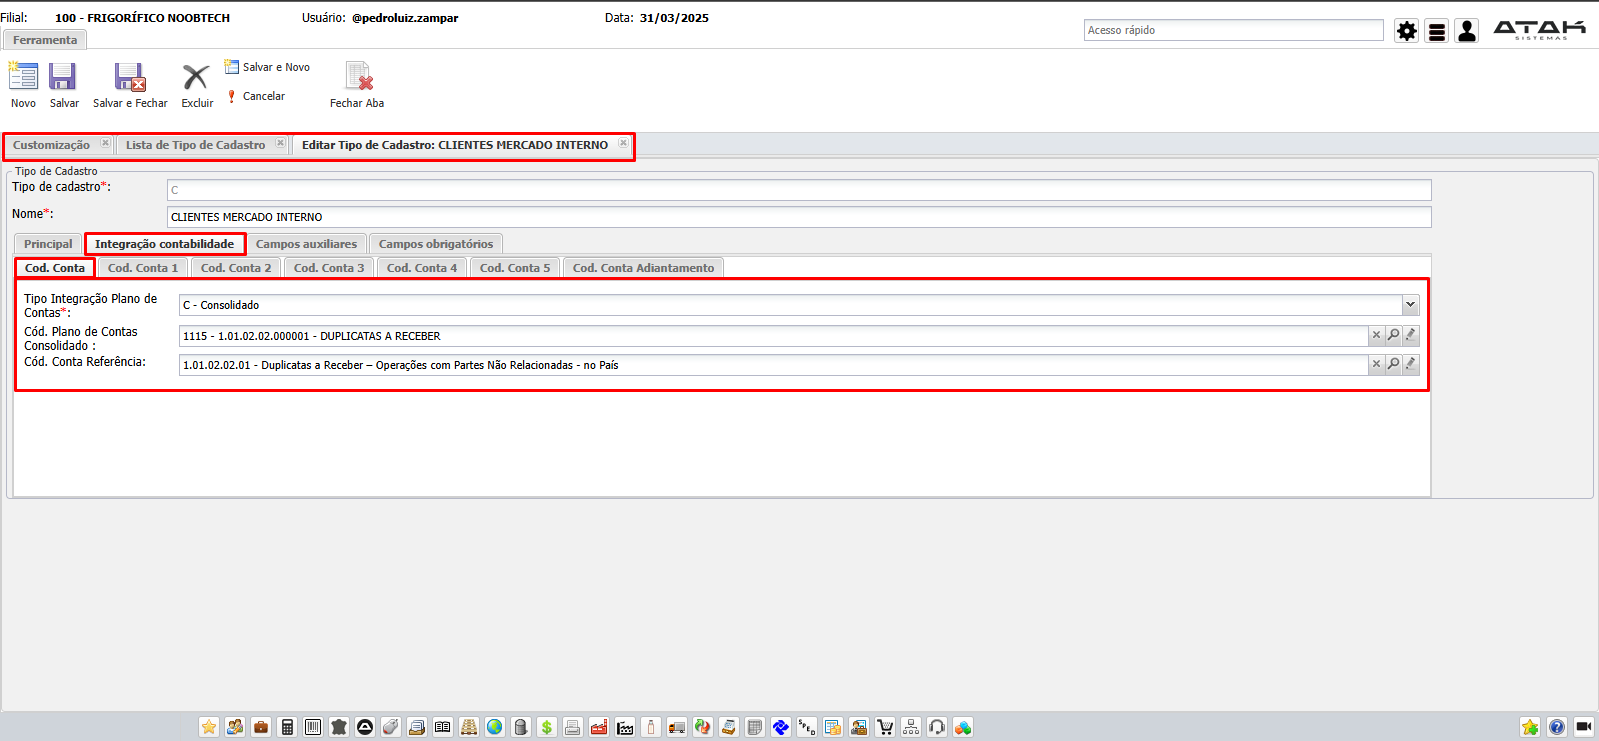 Filial: 100 - FRIGORÍFICO NOOBTECH Usuário: @pedroluiz.zampar Data: 31/03/2025
Acesso rápido
ATAK
SISTEMAS
Ferramenta
Novo Salvar Salvar e Fechar Excluir
Salvar e Novo
Cancelar
Fechar Aba
Customização Lista de Tipo de Cadastro Editar Tipo de Cadastro: CLIENTES MERCADO INTERNO
Tipo de Cadastro
Tipo de cadastro*: C
Nome*: CLIENTES MERCADO INTERNO
Principal Integração contabilidade Campos auxiliares Campos obrigatórios
Cod. Conta Cod. Conta 1 Cod. Conta 2 Cod. Conta 3 Cod. Conta 4 Cod. Conta 5 Cod. Conta Adiantamento
Tipo Integração Plano de
Contas*: C - Consolidado
Cód. Plano de Contas
Consolidado : 1115 - 1.01.02.02.000001 - DUPLICATAS A RECEBER
Cód. Conta Referência: 1.01.02.02.01 - Duplicatas a Receber – Operações com Partes Não Relacionadas - no País
SPED